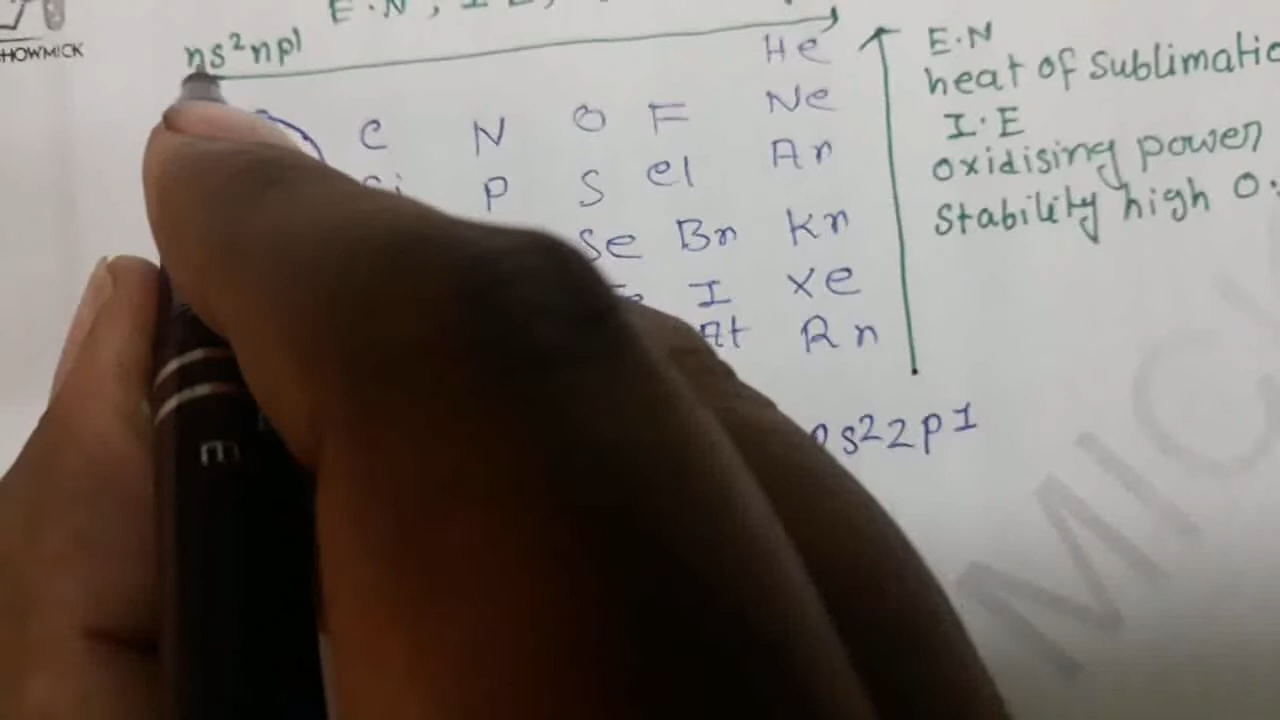 E.N, I
HOWMICK
ns²np¹
He
E.N
heat of sublimatio
C N O F Ne
I.E
P S Cl Ar
oxidising power
Se Br Kr
Stability high O.
I Xe
At Rn
s²2p¹
MIC